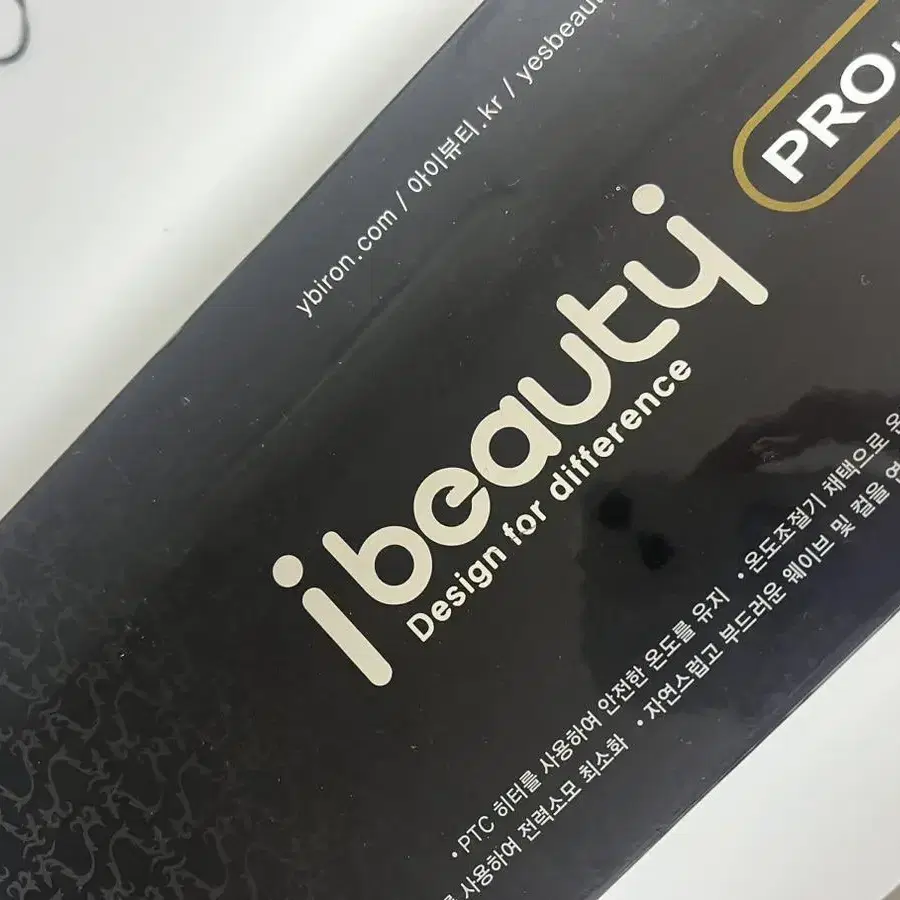 ybiron.com / 아이뷰티.kr / yesbeau
PRO
ibeauty
Design for difference
• PTC 히터를 사용하여 안전한 온도를 유지 • 온도조절기 채택으로
를 사용하여 전력소모 최소화 • 자연스럽고 부드러운 웨이브 및 컬을